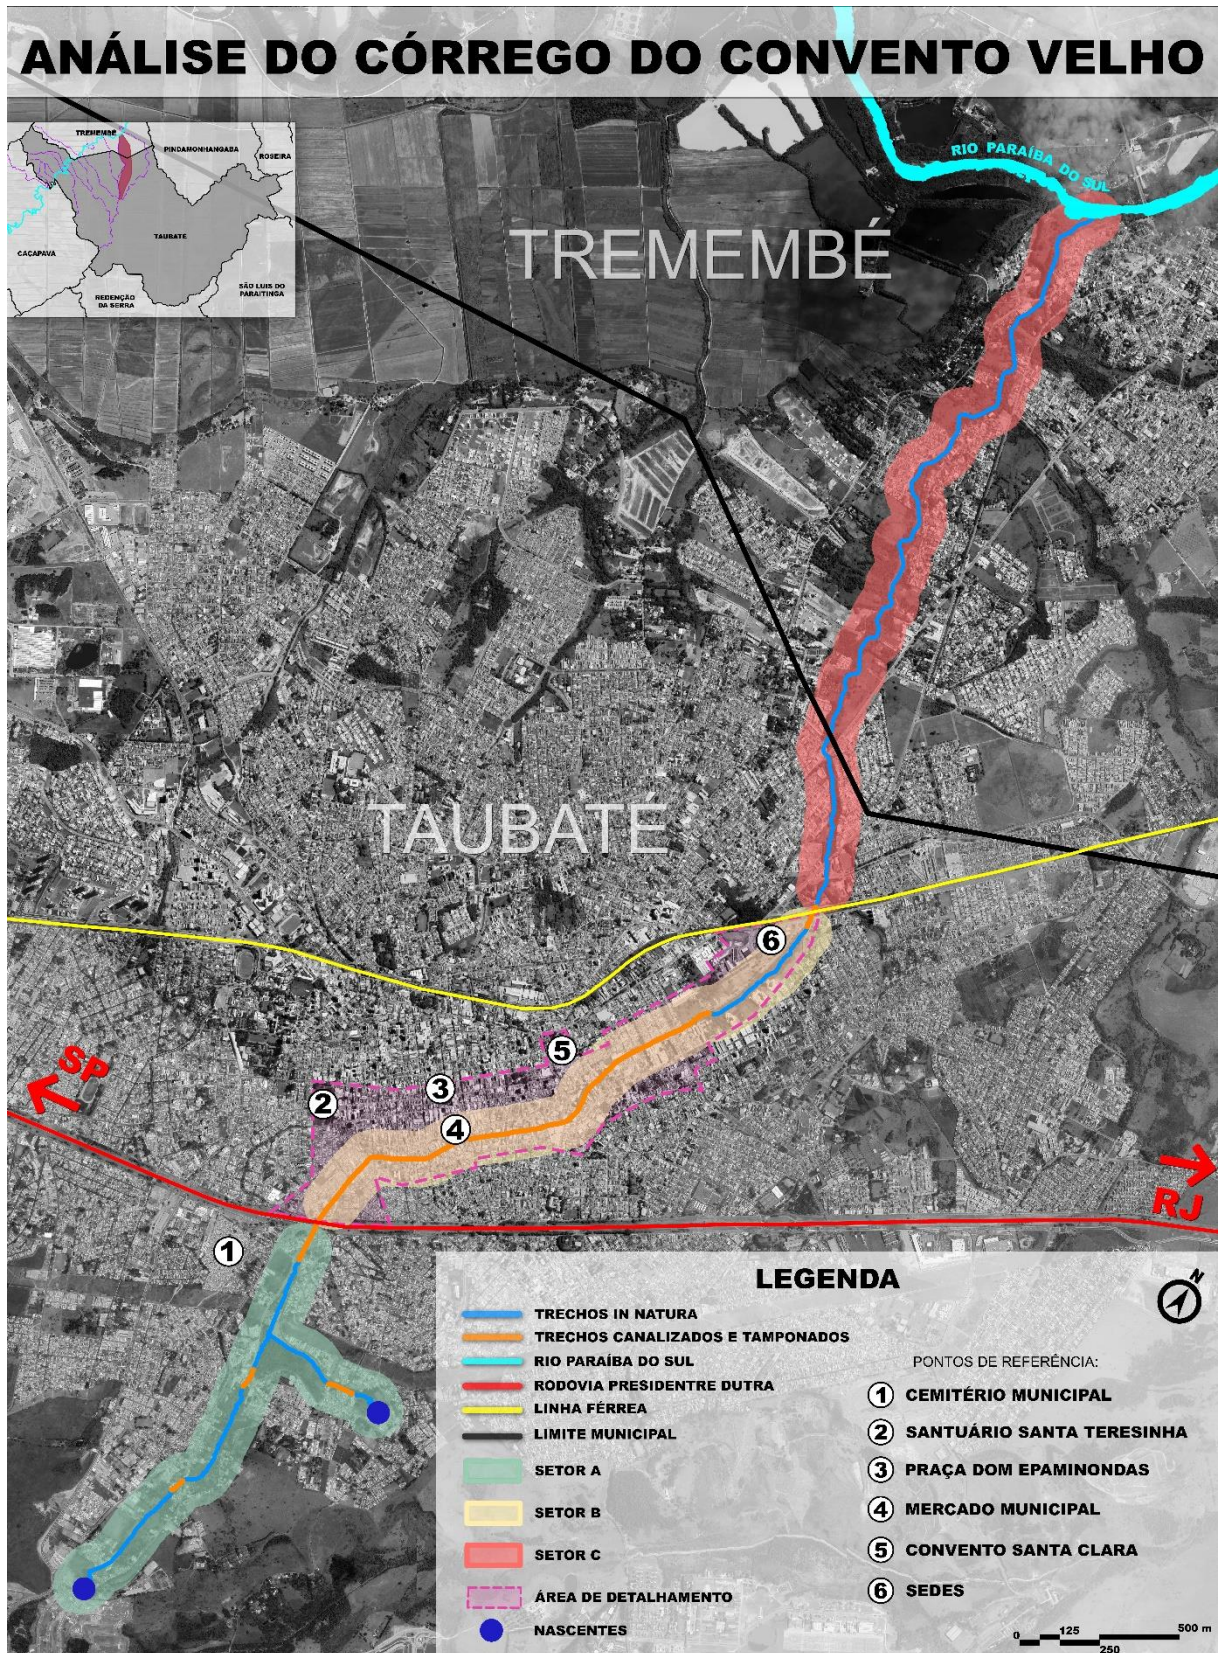 ANÁLISE DO CÓRREGO DO CONVENTO VELHO
TREMEMBÉ
PINDAMONHANGABA
ROSEIRA
TAUBATÉ
CAÇAPAVA
REDENÇÃO
DA SERRA
SÃO LUIS DO
PARAITINGA
RIO PARAÍBA DO SUL
TREMEMBÉ
TAUBATÉ
6
5
3
2
4
SP
RJ
1
LEGENDA
N
TRECHOS IN NATURA
TRECHOS CANALIZADOS E TAMPONADOS
RIO PARAÍBA DO SUL
RODOVIA PRESIDENTRE DUTRA
LINHA FÉRREA
LIMITE MUNICIPAL
SETOR A
SETOR B
SETOR C
ÁREA DE DETALHAMENTO
NASCENTES
PONTOS DE REFERÊNCIA:
1 CEMITÉRIO MUNICIPAL
2 SANTUÁRIO SANTA TERESINHA
3 PRAÇA DOM EPAMINONDAS
4 MERCADO MUNICIPAL
5 CONVENTO SANTA CLARA
6 SEDES
0 125 500 m
250